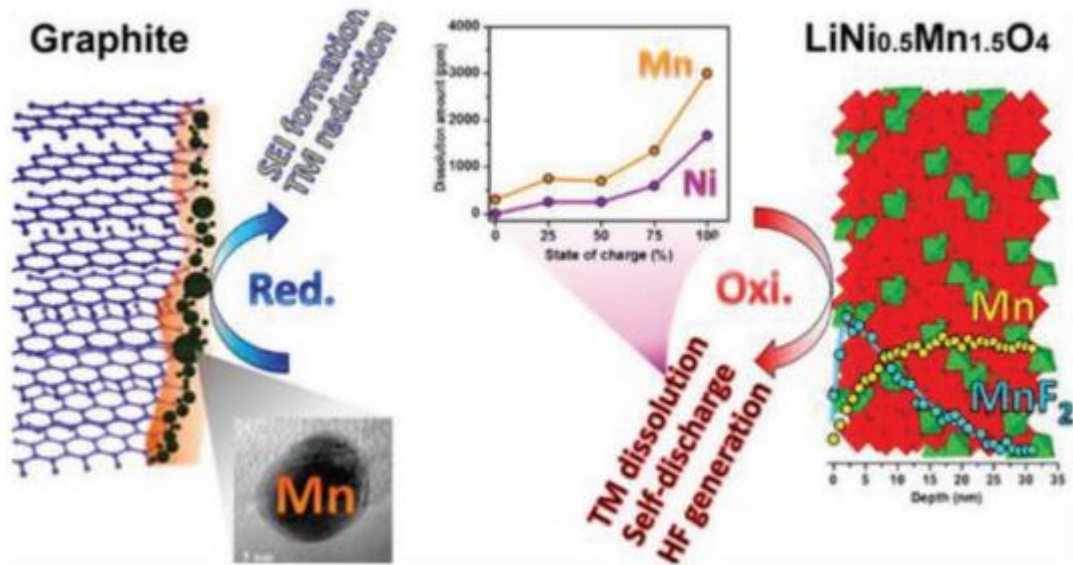 Graphite
SEI formation
TM reduction
Red.
Mn
Dissolution amount ppm
4000
3000
2000
1000
0
0 25 50 75 100
State of charge (%)
Mn
Ni
Oxi.
TM dissolution
Self-discharge
HF generation
LiNi0.5Mn1.5O4
Mn
MnF2
0 5 10 15 20 25 30 35
Depth (nm)